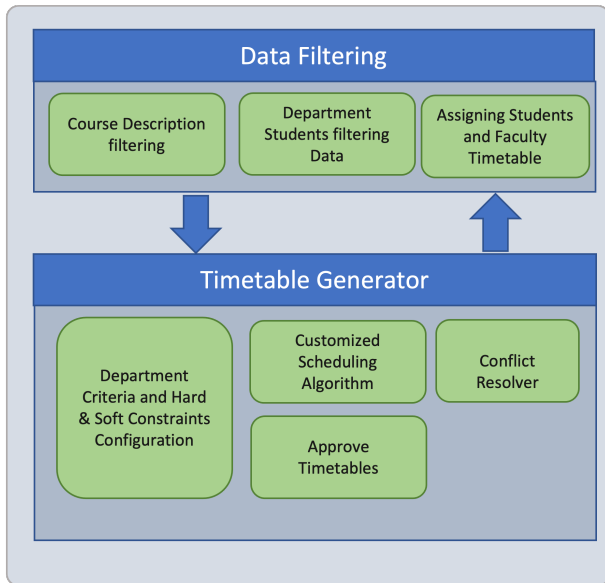 Data Filtering
Course Description
filtering
Department
Students filtering
Data
Assigning Students
and Faculty
Timetable
Timetable Generator
Department
Criteria and Hard
& Soft Constraints
Configuration
Customized
Scheduling
Algorithm
Conflict
Resolver
Approve
Timetables